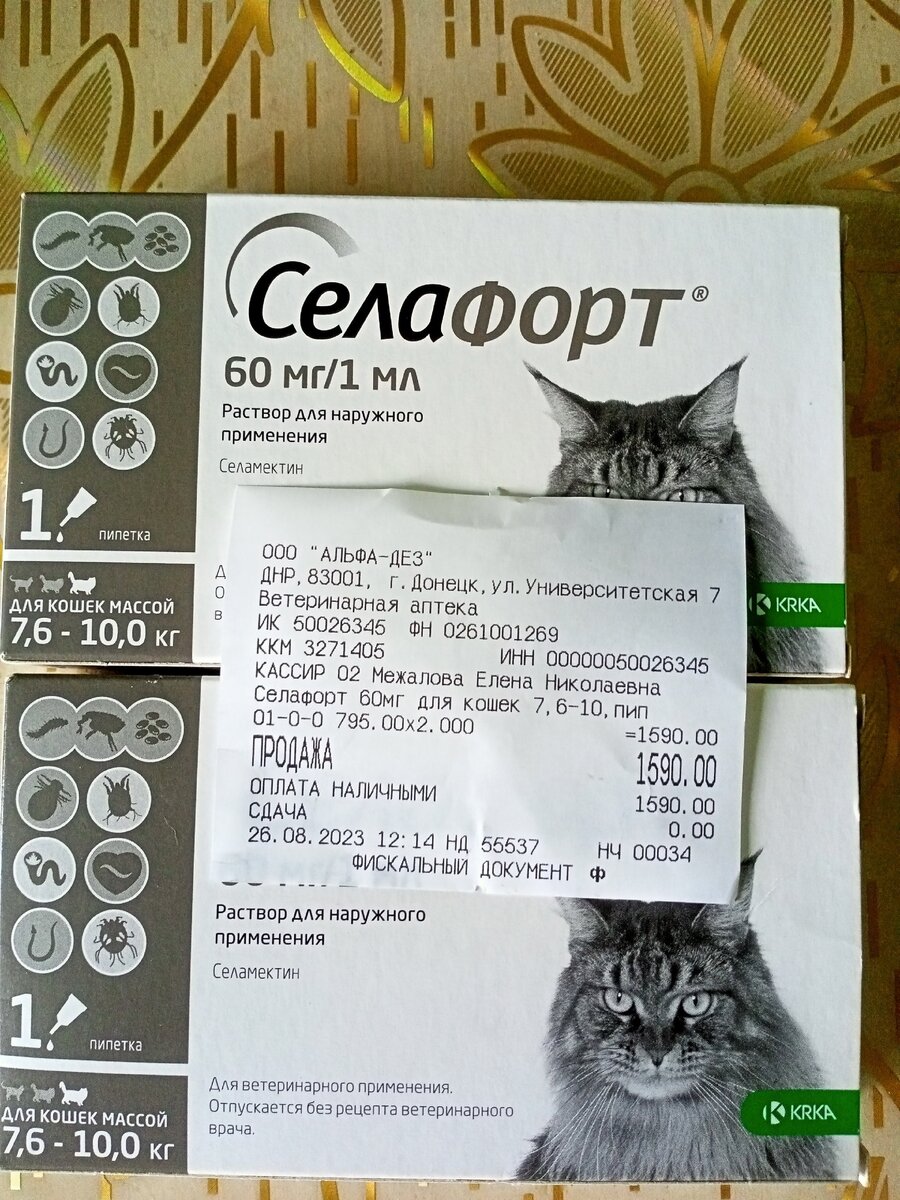 Селафорт®
60 мг/1 мл
Раствор для наружного
применения
Селамектин
1 пипетка
ДЛЯ КОШЕК МАССОЙ
7,6 - 10,0 кг
KRKA
ООО "АЛЬФА-ДЕЗ"
ДНР, 83001, г. Донецк, ул. Университетская 7
Ветеринарная аптека
ИК 50026345 ФН 0261001269
ККМ 3271405 ИНН 00000050026345
КАССИР 02 Межалова Елена Николаевна
Селафорт 60мг для кошек 7,6-10, пип
01-0-0 795.00x2.000 =1590.00
ПРОДАЖА 1590.00
ОПЛАТА НАЛИЧНЫМИ 1590.00
СДАЧА 0.00
26.08.2023 12:14 НД 55537 НЧ 00034
ФИСКАЛЬНЫЙ ДОКУМЕНТ Ф
Раствор для наружного
применения
Селамектин
1 пипетка
Для ветеринарного применения.
Отпускается без рецепта ветеринарного
врача.
ДЛЯ КОШЕК МАССОЙ
7,6 - 10,0 кг
KRKA